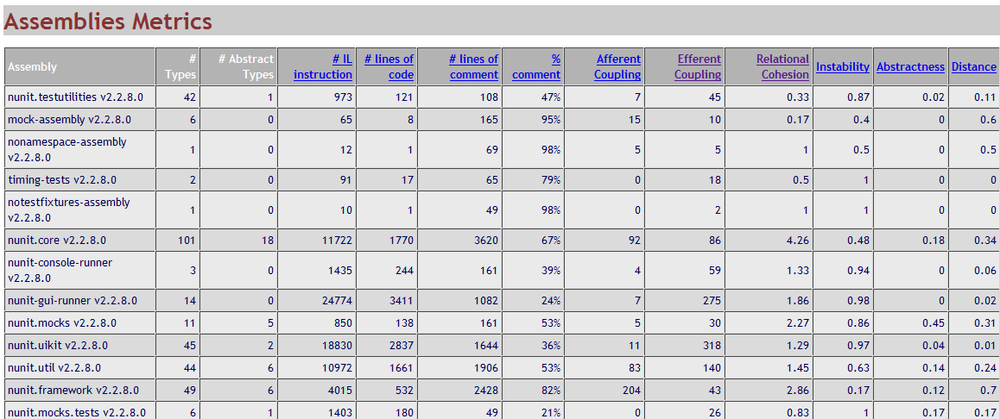 Assemblies Metrics
Assembly # Types # Abstract Types # IL instruction # lines of code # lines of comment % comment Afferent Coupling Efferent Coupling Relational Cohesion Instability Abstractness Distance
nunit.testutilities v2.2.8.0 42 1 973 121 108 47% 7 45 0.33 0.87 0.02 0.11
mock-assembly v2.2.8.0 6 0 65 8 165 95% 15 10 0.17 0.4 0 0.6
nonamespace-assembly v2.2.8.0 1 0 12 1 69 98% 5 5 1 0.5 0 0.5
timing-tests v2.2.8.0 2 0 91 17 65 79% 0 18 0.5 1 0 0
notestfixtures-assembly v2.2.8.0 1 0 10 1 49 98% 0 2 1 1 0 0
nunit.core v2.2.8.0 101 18 11722 1770 3620 67% 92 86 4.26 0.48 0.18 0.34
nunit-console-runner v2.2.8.0 3 0 1435 244 161 39% 4 59 1.33 0.94 0 0.06
nunit-gui-runner v2.2.8.0 14 0 24774 3411 1082 24% 7 275 1.86 0.98 0 0.02
nunit.mocks v2.2.8.0 11 5 850 138 161 53% 5 30 2.27 0.86 0.45 0.31
nunit.uikit v2.2.8.0 45 2 18830 2837 1644 36% 11 318 1.29 0.97 0.04 0.01
nunit.util v2.2.8.0 44 6 10972 1661 1906 53% 83 140 1.45 0.63 0.14 0.24
nunit.framework v2.2.8.0 49 6 4015 532 2428 82% 204 43 2.86 0.17 0.12 0.7
nunit.mocks.tests v2.2.8.0 6 1 1403 180 49 21% 0 26 0.83 1 0.17 0.17